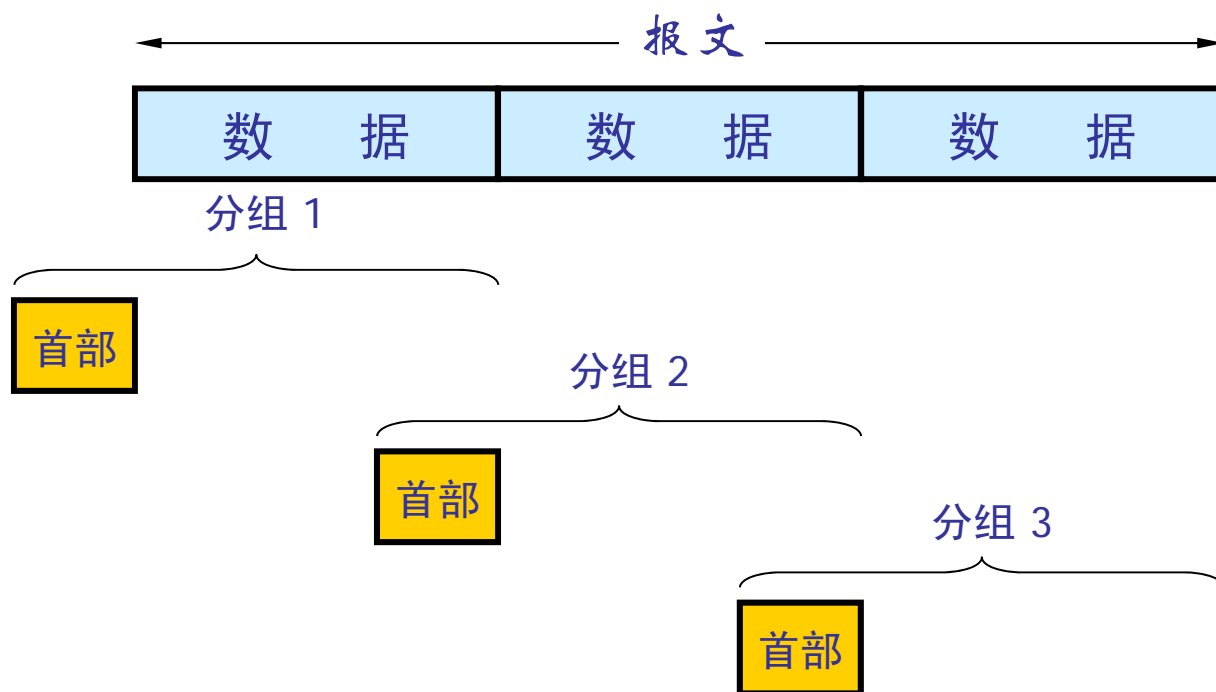 报文
数 据 数 据 数 据
分组 1
首部
分组 2
首部
分组 3
首部